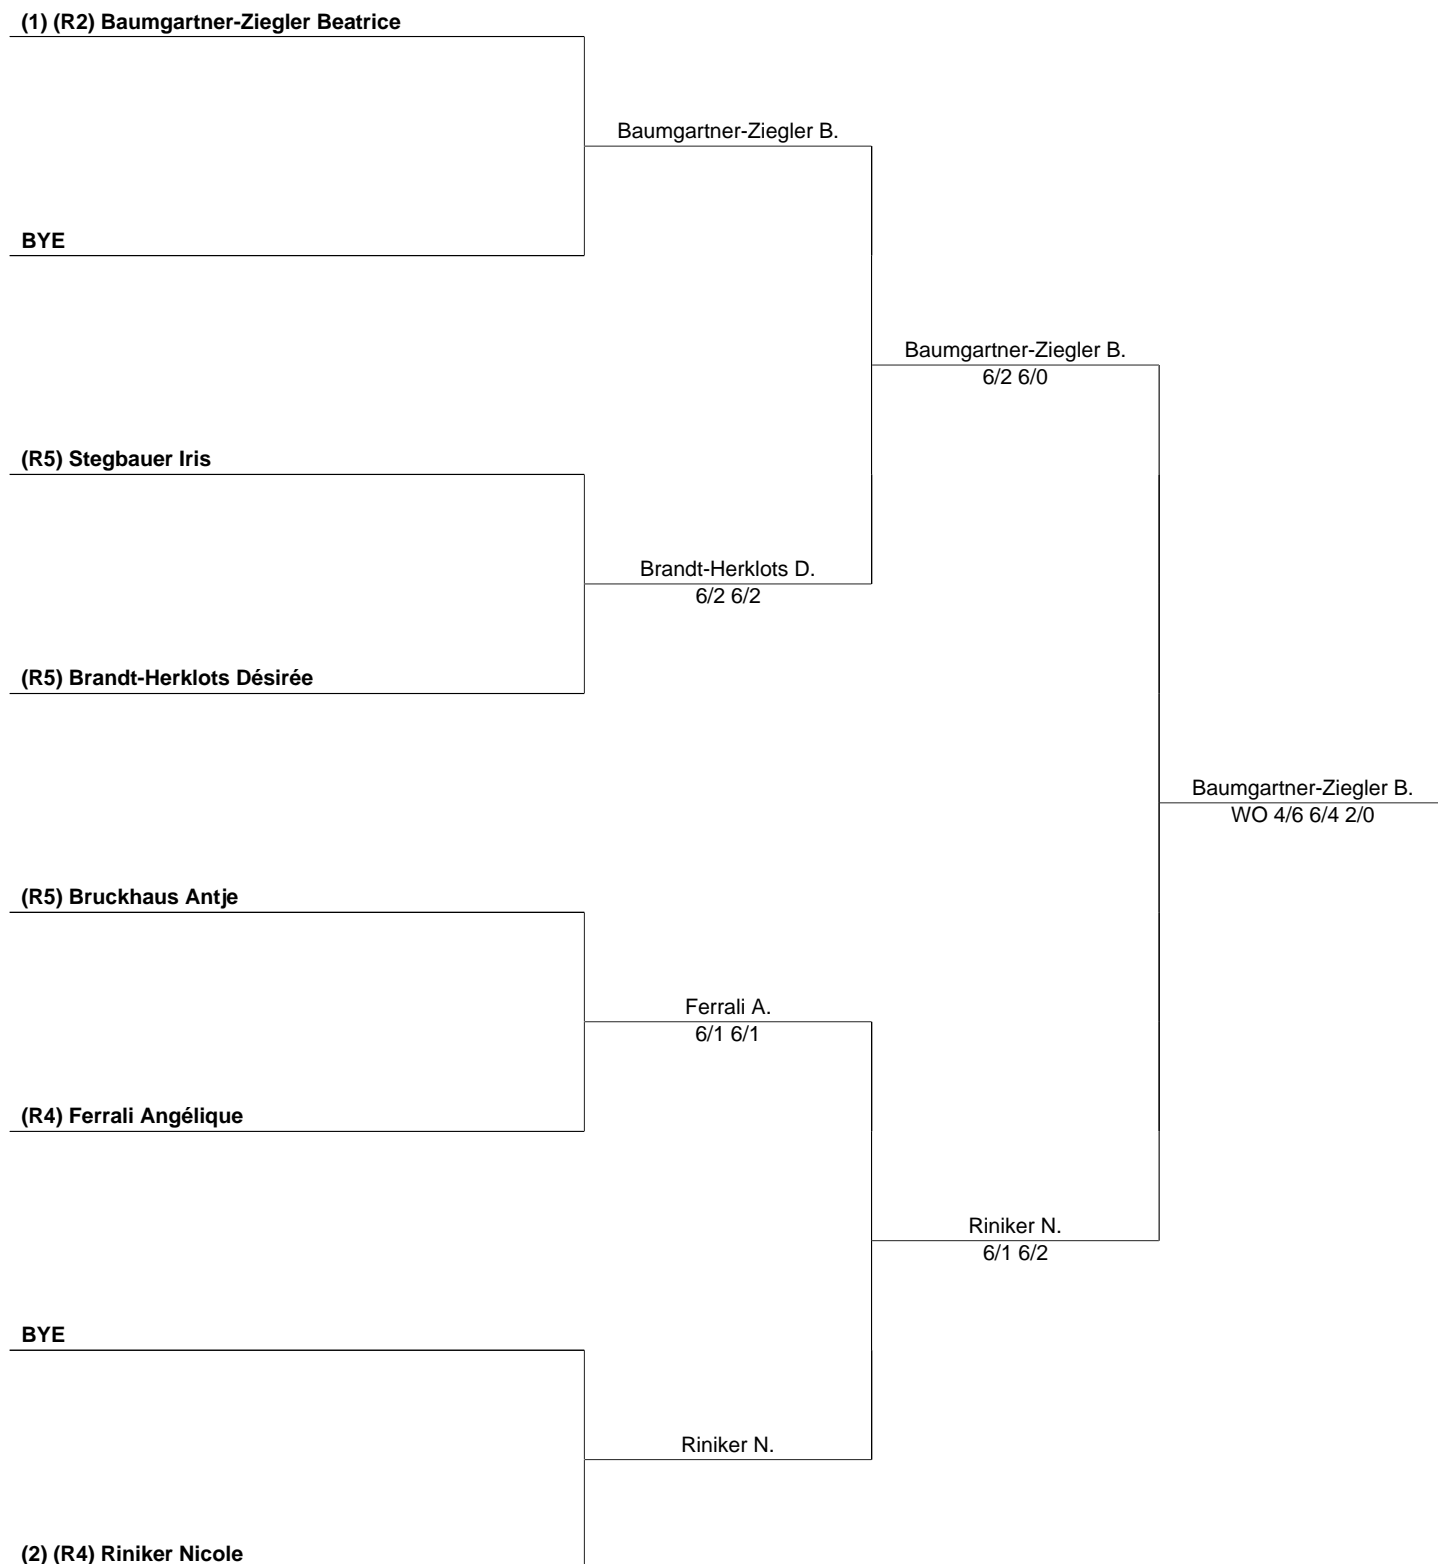 (1) (R2) Baumgartner-Ziegler Beatrice
Baumgartner-Ziegler B.
BYE
Baumgartner-Ziegler B.
6/2 6/0
(R5) Stegbauer Iris
Brandt-Herklots D.
6/2 6/2
(R5) Brandt-Herklots Désirée
Baumgartner-Ziegler B.
WO 4/6 6/4 2/0
(R5) Bruckhaus Antje
Ferrali A.
6/1 6/1
(R4) Ferrali Angélique
Riniker N.
6/1 6/2
BYE
Riniker N.
(2) (R4) Riniker Nicole